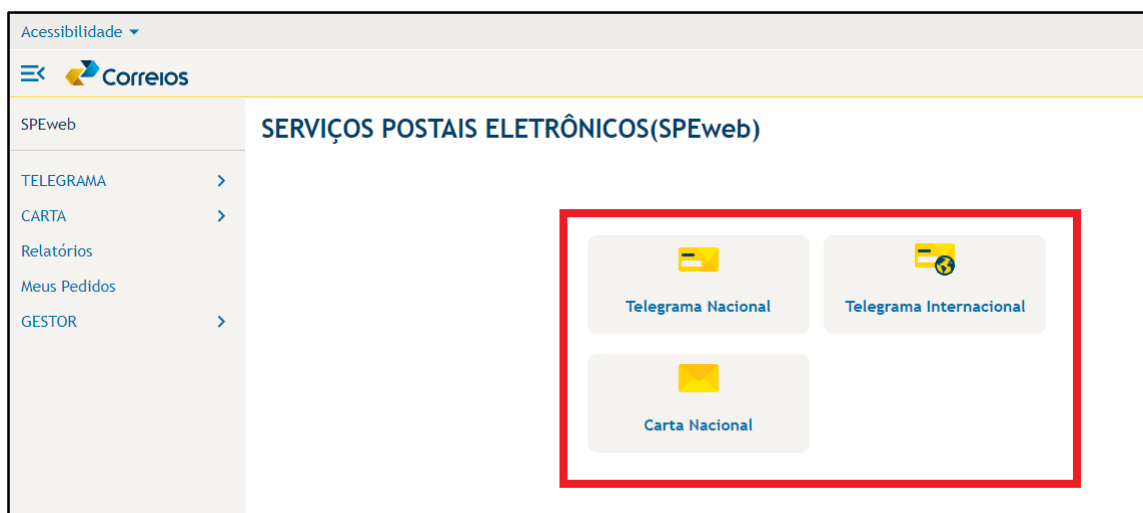 Acessibilidade
Correios
SPEweb
TELEGRAMA
CARTA
Relatórios
Meus Pedidos
GESTOR
SERVIÇOS POSTAIS ELETRÔNICOS(SPEweb)
Telegrama Nacional
Telegrama Internacional
Carta Nacional